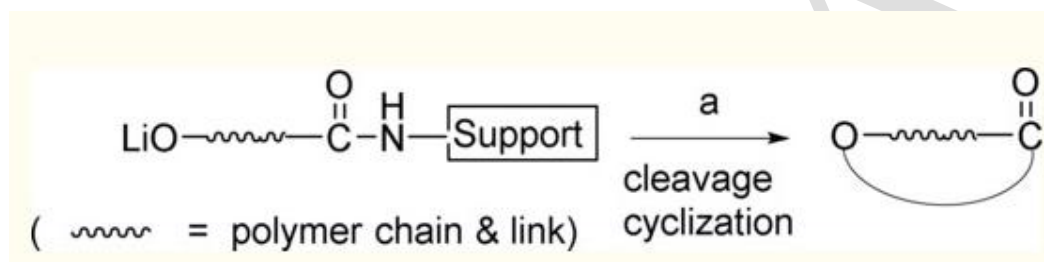 O
LiO C N H Support
a
cleavage
cyclization
O C O
( = polymer chain & link)